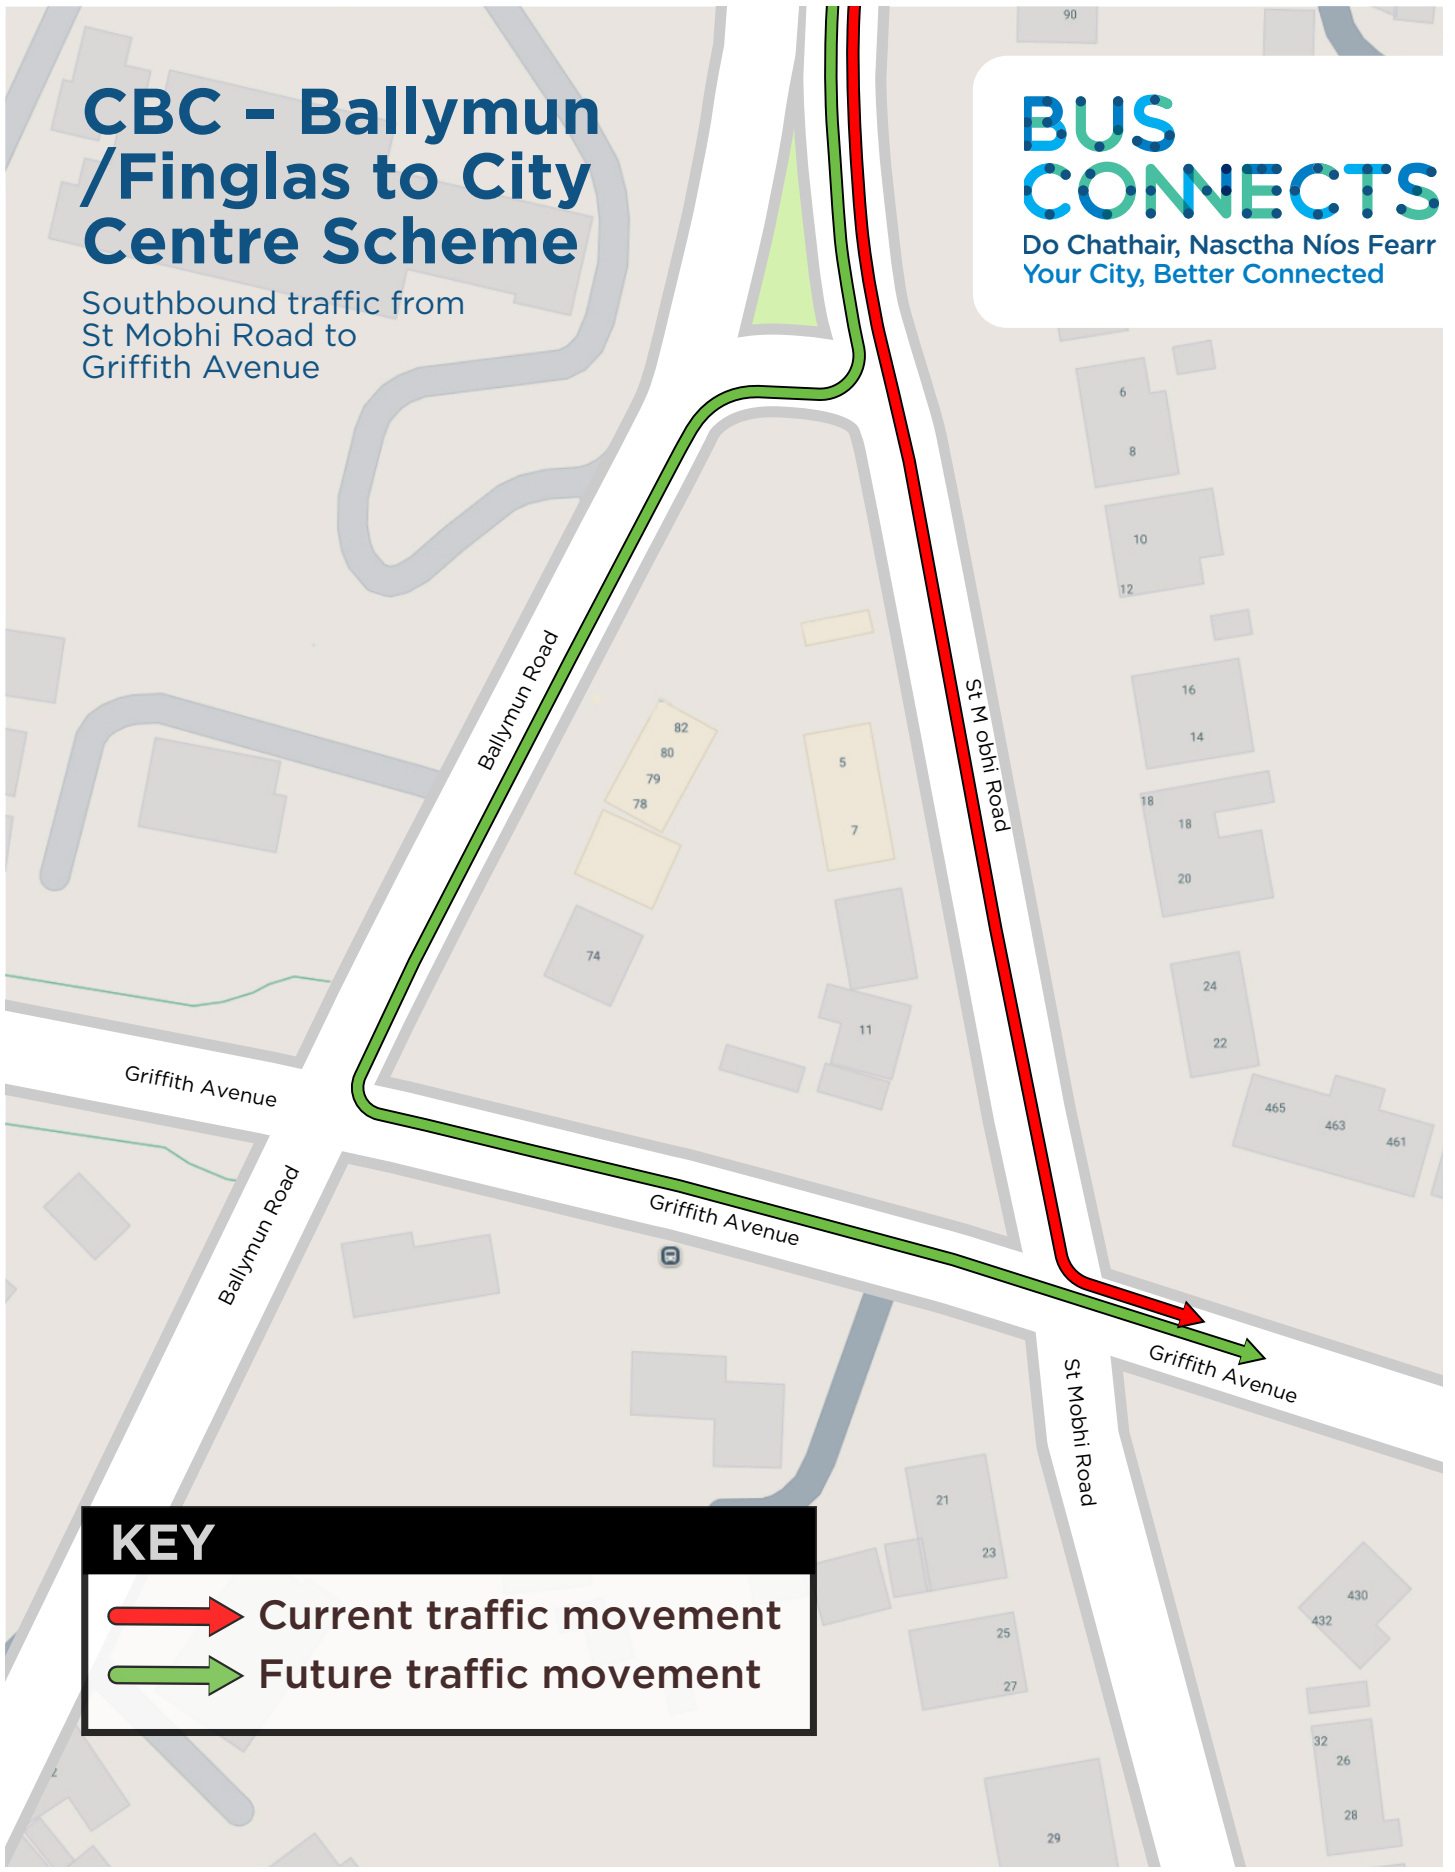 90
CBC – Ballymun
/Finglas to City
Centre Scheme
Southbound traffic from
St Mobhi Road to
Griffith Avenue
BUS
CONNECTS
Do Chathair, Nasctha Níos Fearr
Your City, Better Connected
6
8
10
12
Ballymun Road
St M obhi Road
16
14
82
80
79
78
5
7
18
18
20
74
24
22
11
Griffith Avenue
465
463
461
Ballymun Road
Griffith Avenue
Griffith Avenue
St Mobhi Road
21
23
25
27
430
432
KEY
Current traffic movement
Future traffic movement
32
26
28
29
2